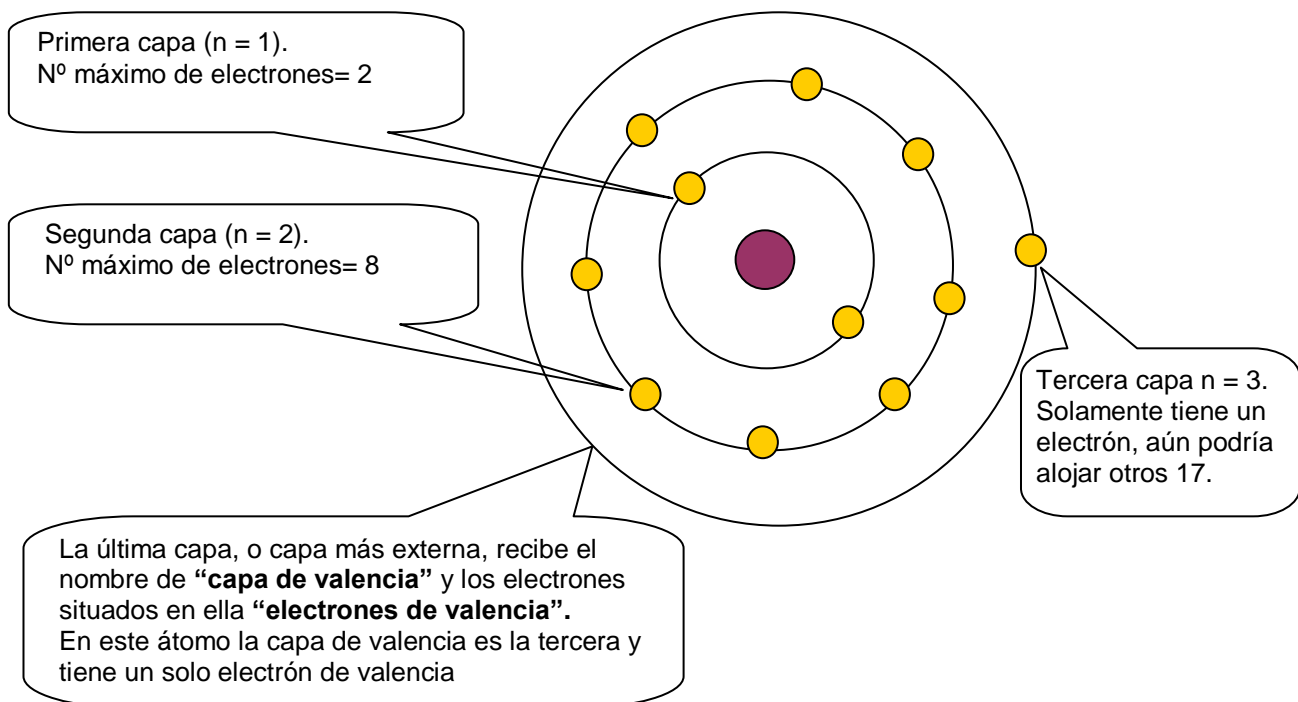 Primera capa (n = 1).
Nº máximo de electrones= 2
Segunda capa (n = 2).
Nº máximo de electrones= 8
Tercera capa n = 3.
Solamente tiene un
electrón, aún podría
alojar otros 17.
La última capa, o capa más externa, recibe el
nombre de “capa de valencia” y los electrones
situados en ella “electrones de valencia”.
En este átomo la capa de valencia es la tercera y
tiene un solo electrón de valencia